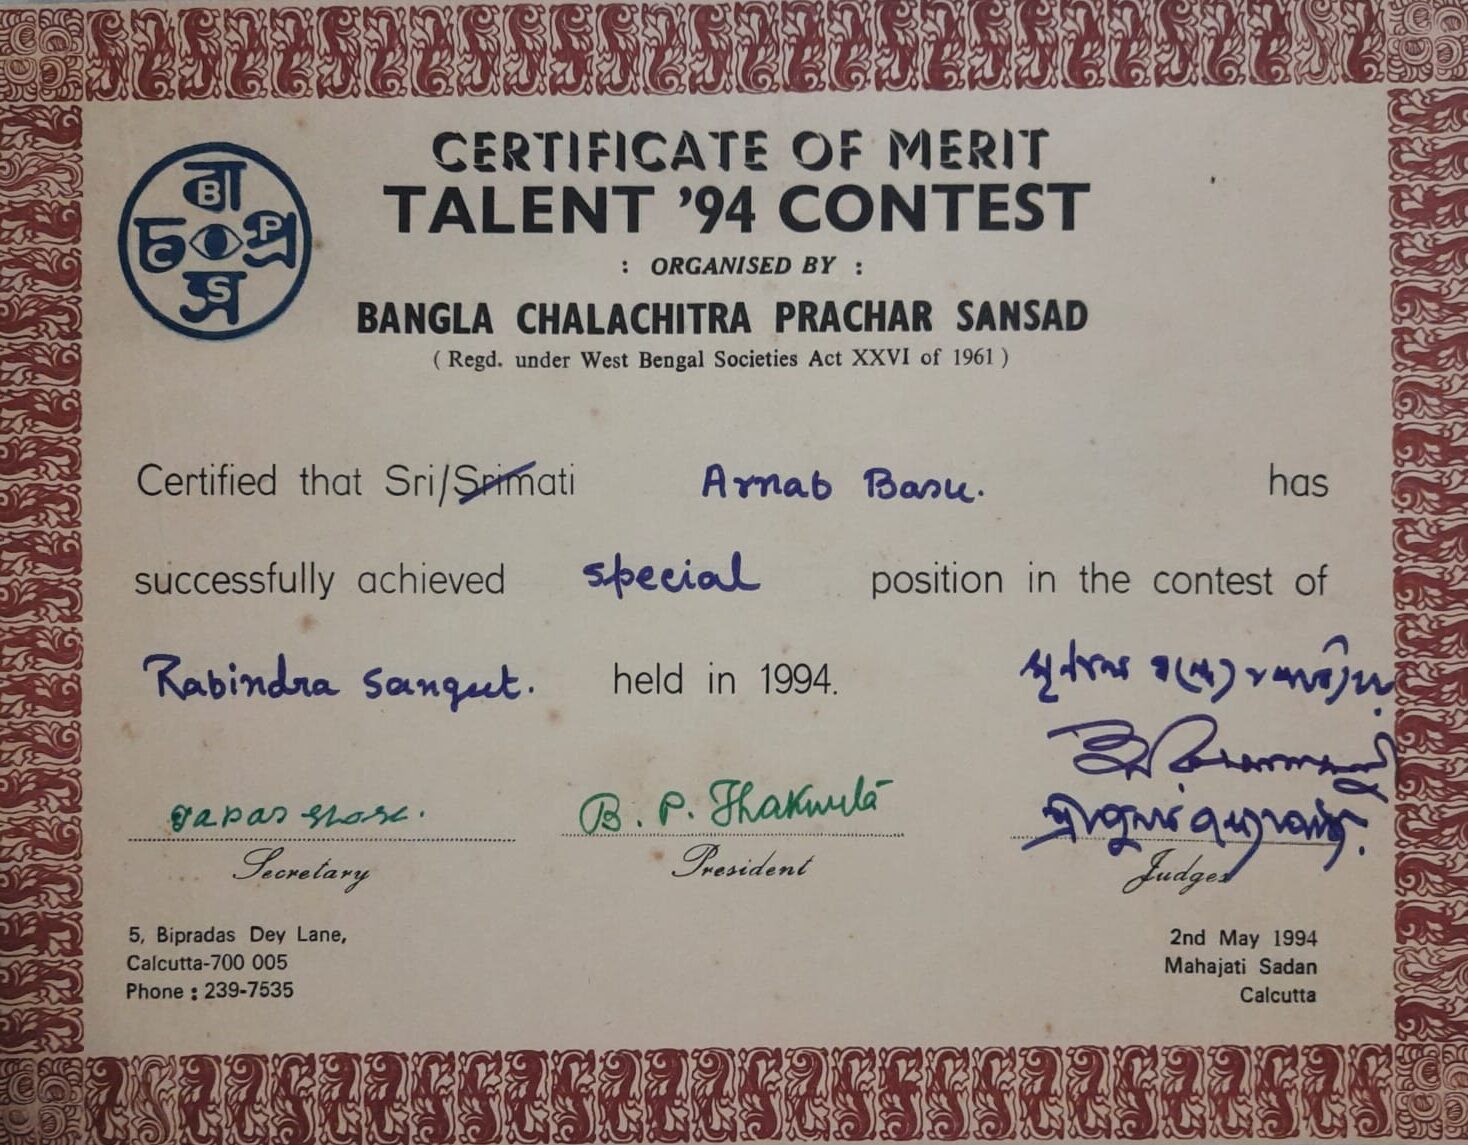 বা
B
চ
প্র
P
স
S
CERTIFICATE OF MERIT
TALENT '94 CONTEST
: ORGANISED BY :
BANGLA CHALACHITRA PRACHAR SANSAD
( Regd. under West Bengal Societies Act XXVI of 1961 )
Certified that Sri/Srimati Arnab Basu. has
successfully achieved special position in the contest of
Rabindra Sangeet. held in 1994.
Tapas Ghosh. B. P. Thakurta
Secretary President Judges
5, Bipradas Dey Lane,
Calcutta-700 005
Phone : 239-7535
2nd May 1994
Mahajati Sadan
Calcutta